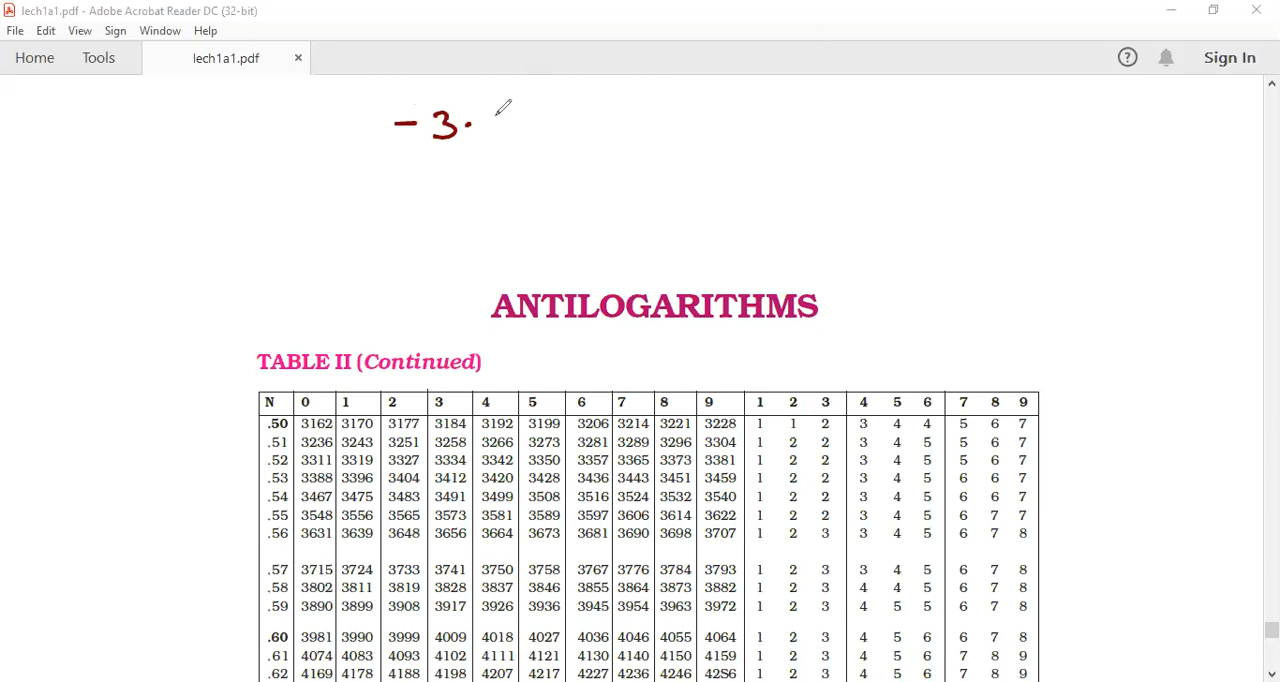 lech1a1.pdf - Adobe Acrobat Reader DC (32-bit)
File Edit View Sign Window Help
Home Tools lech1a1.pdf × ? Sign In
- 3.
ANTILOGARITHMS
TABLE II (Continued)
N 0 1 2 3 4 5 6 7 8 9 1 2 3 4 5 6 7 8 9
.50 3162 3170 3177 3184 3192 3199 3206 3214 3221 3228 1 1 2 3 4 4 5 6 7
.51 3236 3243 3251 3258 3266 3273 3281 3289 3296 3304 1 2 2 3 4 5 5 6 7
.52 3311 3319 3327 3334 3342 3350 3357 3365 3373 3381 1 2 2 3 4 5 5 6 7
.53 3388 3396 3404 3412 3420 3428 3436 3443 3451 3459 1 2 2 3 4 5 6 6 7
.54 3467 3475 3483 3491 3499 3508 3516 3524 3532 3540 1 2 2 3 4 5 6 6 7
.55 3548 3556 3565 3573 3581 3589 3597 3606 3614 3622 1 2 2 3 4 5 6 7 7
.56 3631 3639 3648 3656 3664 3673 3681 3690 3698 3707 1 2 3 3 4 5 6 7 8
.57 3715 3724 3733 3741 3750 3758 3767 3776 3784 3793 1 2 3 3 4 5 6 7 8
.58 3802 3811 3819 3828 3837 3846 3855 3864 3873 3882 1 2 3 4 4 5 6 7 8
.59 3890 3899 3908 3917 3926 3936 3945 3954 3963 3972 1 2 3 4 5 5 6 7 8
.60 3981 3990 3999 4009 4018 4027 4036 4046 4055 4064 1 2 3 4 5 6 6 7 8
.61 4074 4083 4093 4102 4111 4121 4130 4140 4150 4159 1 2 3 4 5 6 7 8 9
.62 4169 4178 4188 4198 4207 4217 4227 4236 4246 42S6 1 2 3 4 5 6 7 8 9